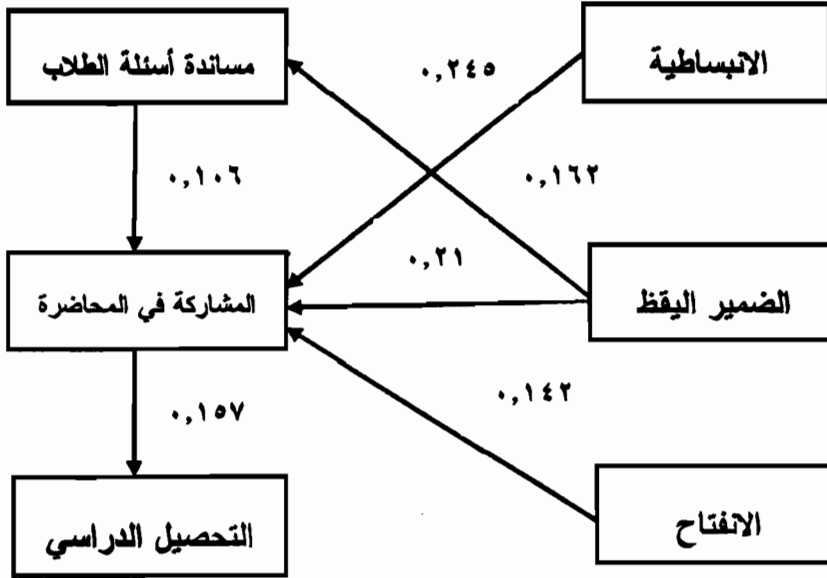 الانبساطية
مساندة أسئلة الطلاب
٠,٢٤٥
٠,١٠٦
٠,١٦٢
٠,٢١
الضمير اليقظ
المشاركة في المحاضرة
٠,١٤٢
٠,١٥٧
الانفتاح
التحصيل الدراسي